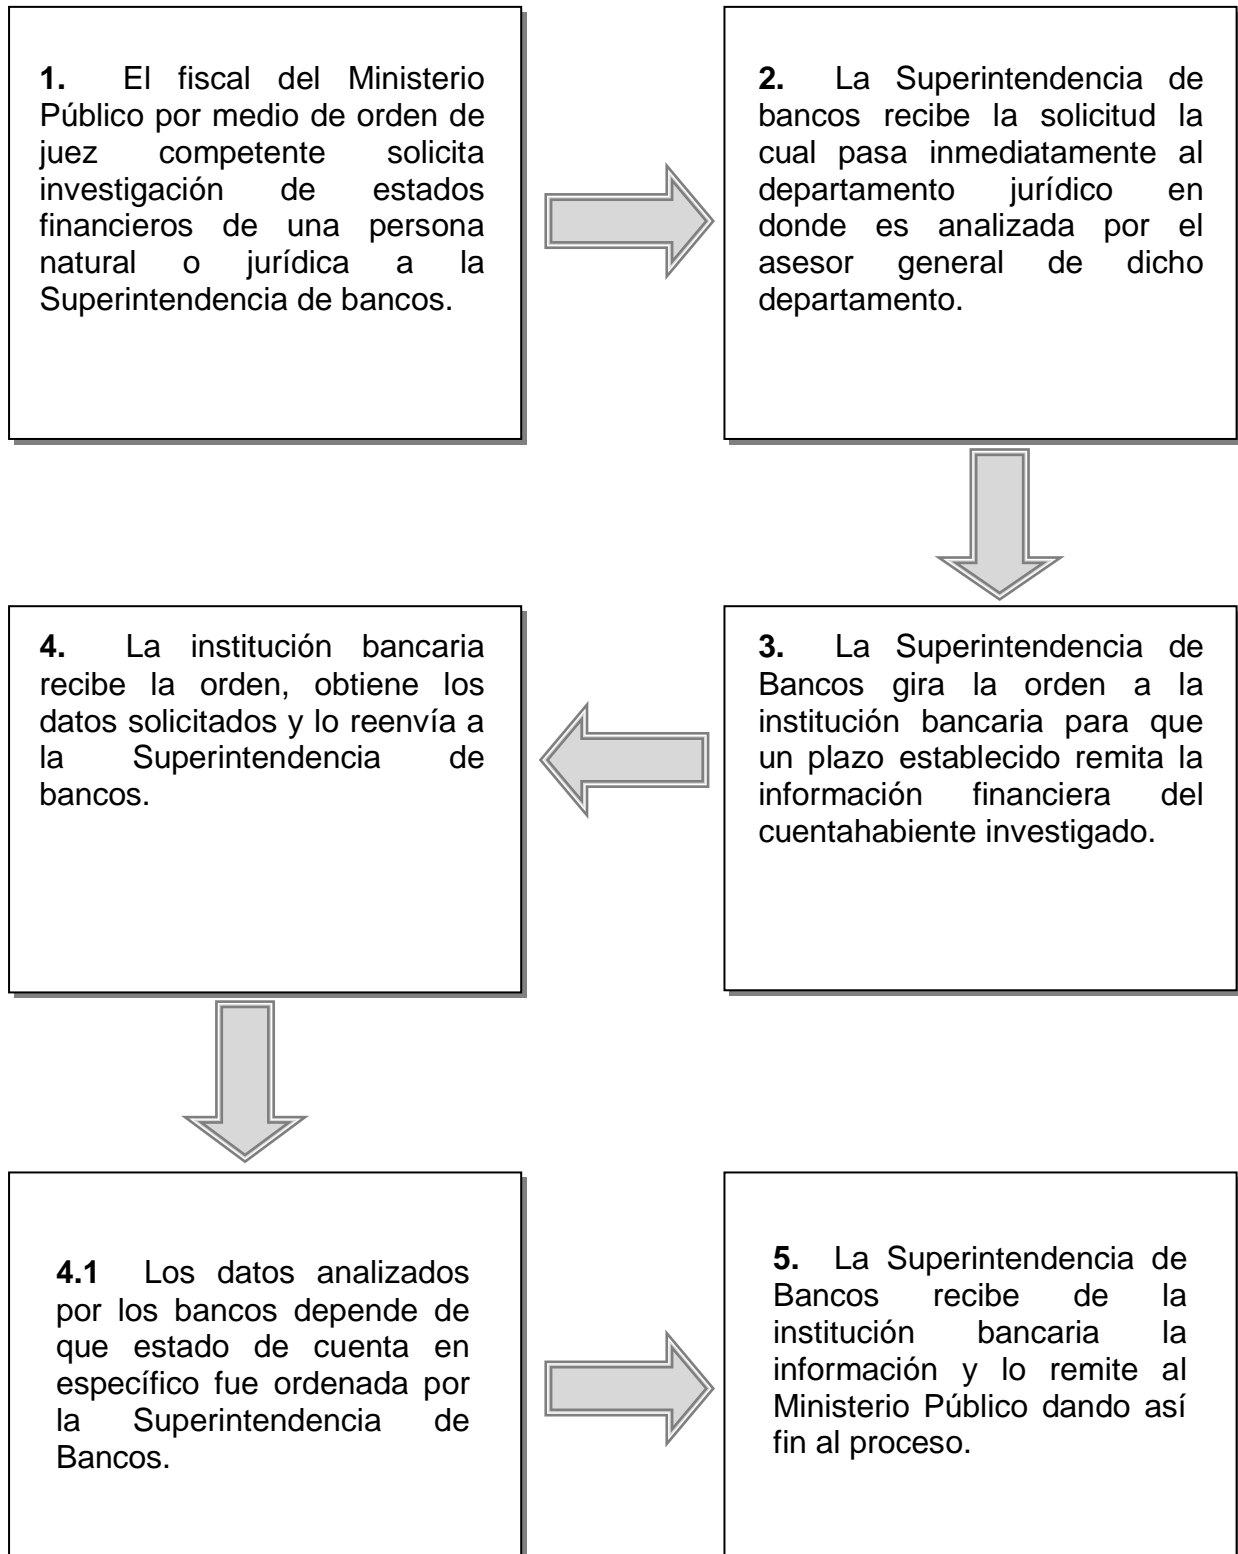 1. El fiscal del Ministerio
Público por medio de orden de
juez competente solicita
investigación de estados
financieros de una persona
natural o jurídica a la
Superintendencia de bancos.
2. La Superintendencia de
bancos recibe la solicitud la
cual pasa inmediatamente al
departamento jurídico en
donde es analizada por el
asesor general de dicho
departamento.
3. La Superintendencia de
Bancos gira la orden a la
institución bancaria para que
un plazo establecido remita la
información financiera del
cuentahabiente investigado.
4. La institución bancaria
recibe la orden, obtiene los
datos solicitados y lo reenvía a
la Superintendencia de
bancos.
4.1 Los datos analizados
por los bancos depende de
que estado de cuenta en
específico fue ordenada por
la Superintendencia de
Bancos.
5. La Superintendencia de
Bancos recibe de la
institución bancaria la
información y lo remite al
Ministerio Público dando así
fin al proceso.